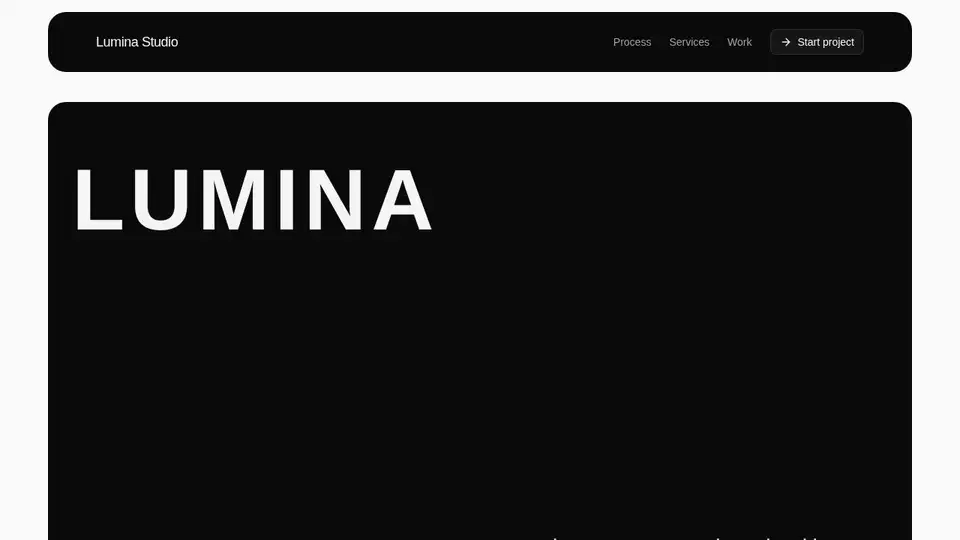 Lumina Studio
Process
Services
Work
Start project
LUMINA